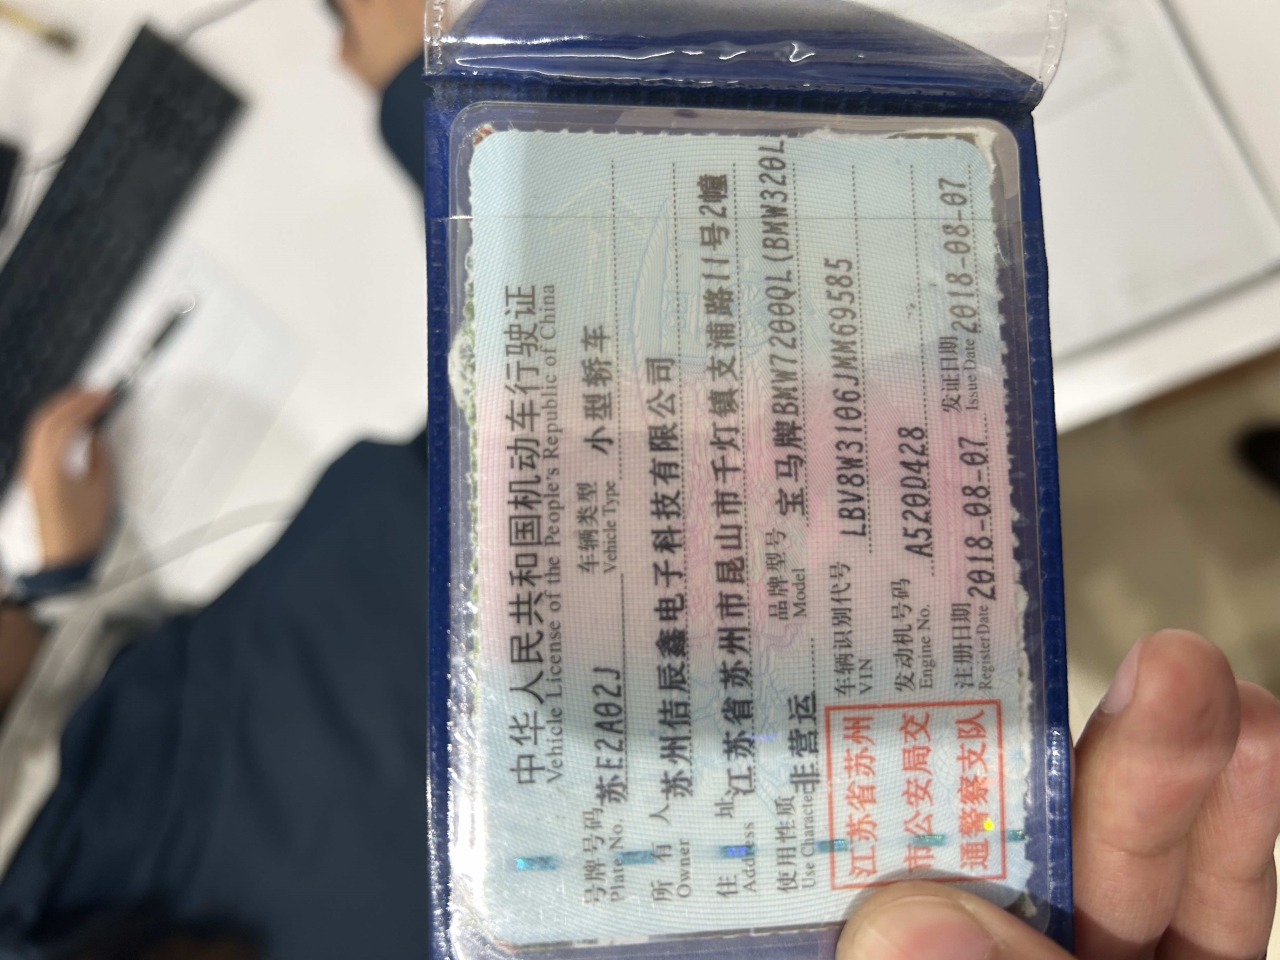 中华人民共和国机动车行驶证
Vehicle License of the People's Republic of China
号牌号码 苏E2A02J 车辆类型 小型轿车
Plate No. Vehicle Type
所有人 苏州佶辰鑫电子科技有限公司
Owner
住址 江苏省苏州市昆山市千灯镇支浦路11号2幢
Address
使用性质 非营运 品牌型号 宝马牌BMW7200QL(BMW320L
Use Character Model
车辆识别代号 LBV8W3106JMM69585
VIN
发动机号码 A520D428
Engine No.
注册日期 2018-08-07 发证日期 2018-08-07
Register Date Issue Date
江苏省苏州
市公安局交
通警察支队